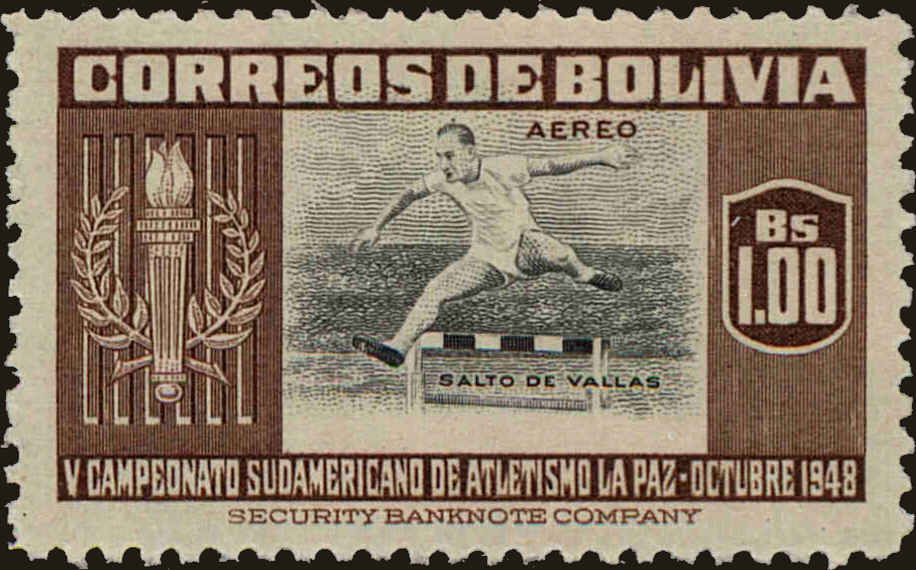 CORREOS DE BOLIVIA
AEREO
Bs
1.00
SALTO DE VALLAS
V CAMPEONATO SUDAMERICANO DE ATLETISMO LA PAZ-OCTUBRE 1948
SECURITY BANKNOTE COMPANY